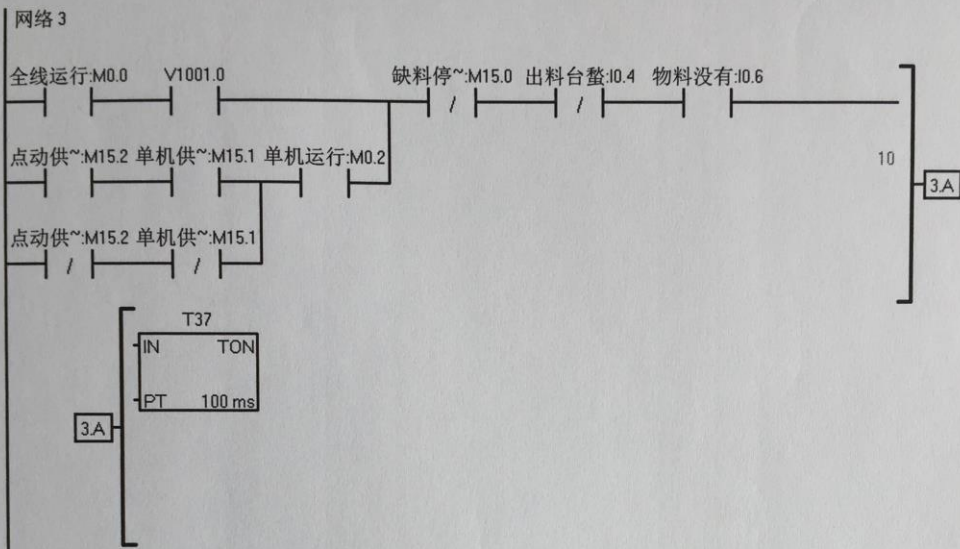 网络 3
全线运行:M0.0 V1001.0 缺料停~:M15.0 出料台蝥:I0.4 物料没有:I0.6
点动供~:M15.2 单机供~:M15.1 单机运行:M0.2 10
3.A
点动供~:M15.2 单机供~:M15.1
T37
IN TON
PT 100 ms
3.A